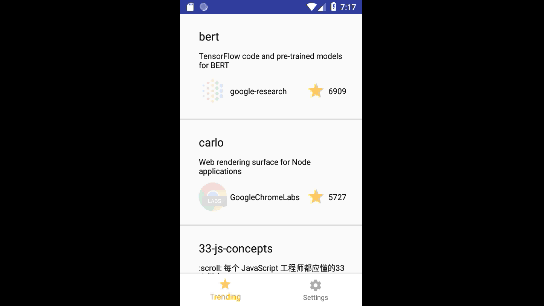 7:17
bert
TensorFlow code and pre-trained models
for BERT
google-research
6909
carlo
Web rendering surface for Node
applications
LABS
GoogleChromeLabs
5727
33-js-concepts
:scroll: 每个 JavaScript 工程师都应懂的33
Trending
Settings